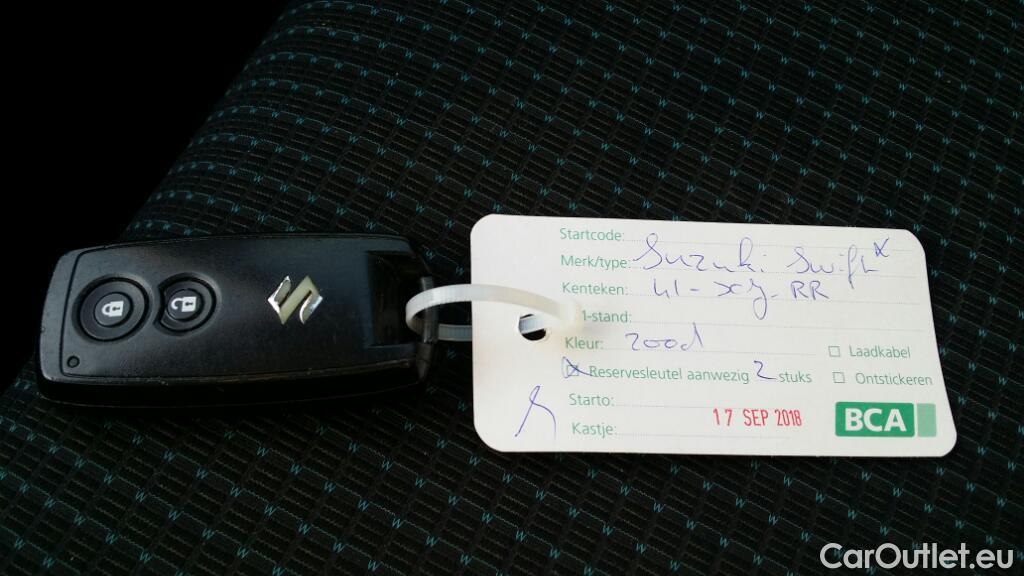 Startcode:
Merk/type: Suzuki Swift
Kenteken: 41-XJ-RR
-stand:
Kleur: rood
Laadkabel
Reservesleutel aanwezig 2 stuks
Ontstickeren
Starto:
17 SEP 2018
Kastje:
BCA
CarOutlet.eu